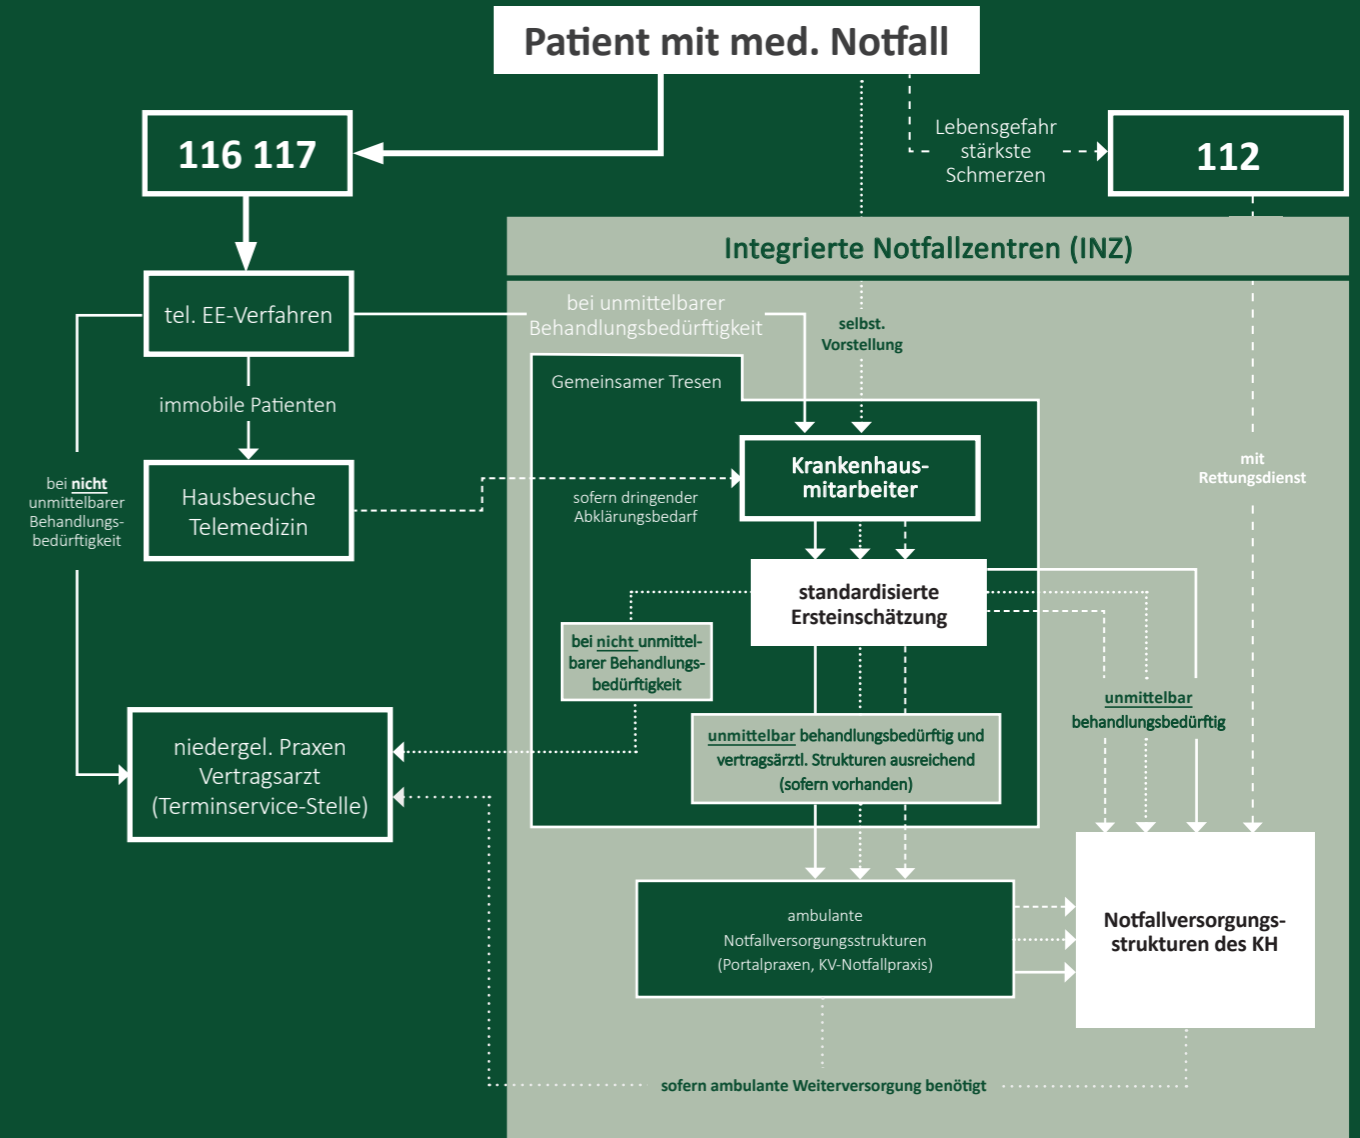 Patient mit med. Notfall
116 117
Lebensgefahr
stärkste
Schmerzen
112
Integrierte Notfallzentren (INZ)
tel. EE-Verfahren
bei unmittelbarer
Behandlungsbedürftigkeit
selbst.
Vorstellung
Gemeinsamer Tresen
immobile Patienten
bei nicht
unmittelbarer
Behandlungs-
bedürftigkeit
Hausbesuche
Telemedizin
sofern dringender
Abklärungsbedarf
Krankenhaus-
mitarbeiter
mit
Rettungsdienst
standardisierte
Ersteinschätzung
bei nicht unmittel-
barer Behandlungs-
bedürftigkeit
unmittelbar
behandlungsbedürftig
niedergel. Praxen
Vertragsarzt
(Terminservice-Stelle)
unmittelbar behandlungsbedürftig und
vertragsärztl. Strukturen ausreichend
(sofern vorhanden)
ambulante
Notfallversorgungsstrukturen
(Portalpraxen, KV-Notfallpraxis)
Notfallversorgungs-
strukturen des KH
sofern ambulante Weiterversorgung benötigt